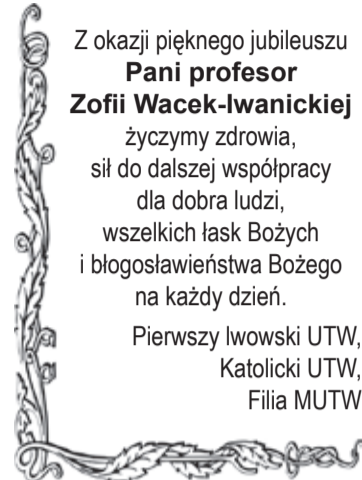 Z okazji pięknego jubileuszu
Pani profesor
Zofii Wacek-Iwanickiej
życzymy zdrowia,
sił do dalszej współpracy
dla dobra ludzi,
wszelkich łask Bożych
i błogosławieństwa Bożego
na każdy dzień.
Pierwszy lwowski UTW,
Katolicki UTW,
Filia MUTW